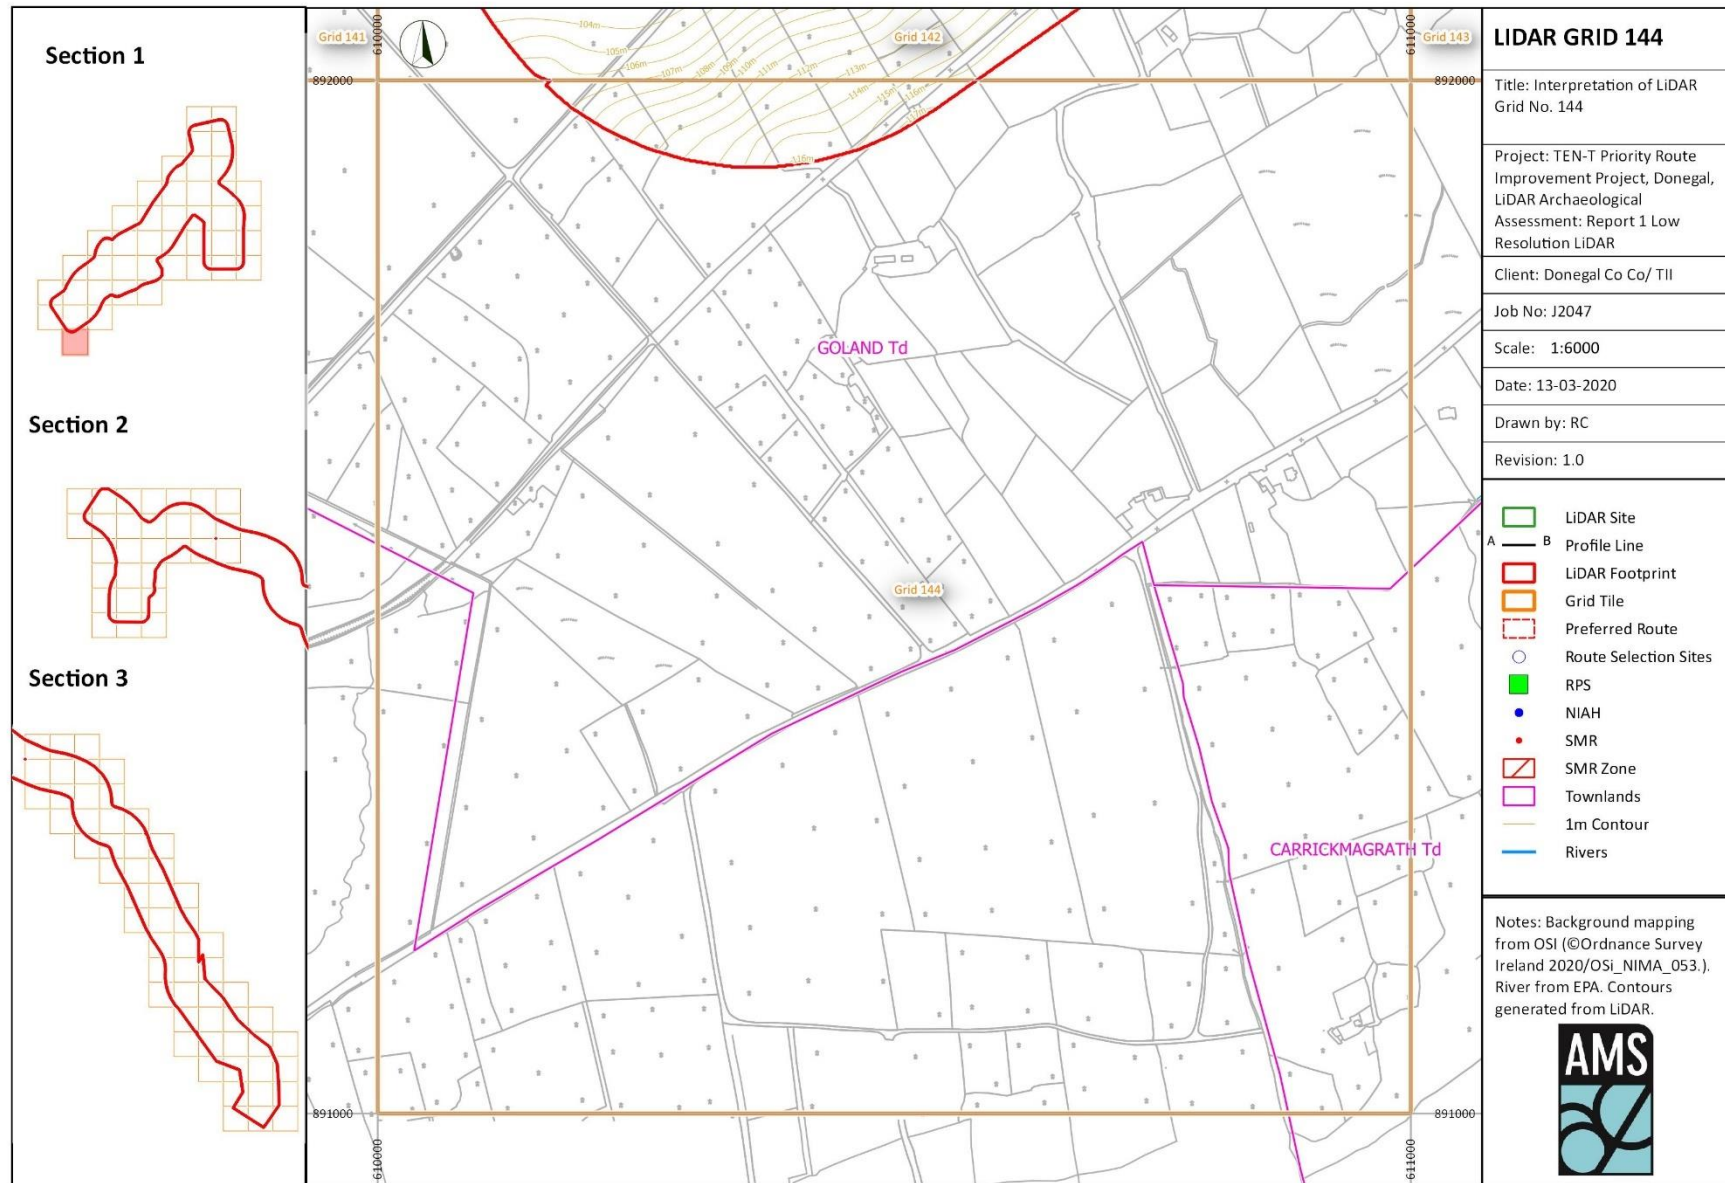 Section 1
Section 2
Section 3
Grid 141
610000
Grid 142
611000
Grid 143
104m
105m
106m
107m
108m
109m
110m
111m
112m
113m
114m
115m
116m
117m
118m
892000
892000
GOLAND Td
Grid 144
CARRICKMAGRATH Td
891000
891000
610000
611000
LIDAR GRID 144
Title: Interpretation of LiDAR
Grid No. 144
Project: TEN-T Priority Route
Improvement Project, Donegal,
LiDAR Archaeological
Assessment: Report 1 Low
Resolution LiDAR
Client: Donegal Co Co/ TII
Job No: J2047
Scale: 1:6000
Date: 13-03-2020
Drawn by: RC
Revision: 1.0
LiDAR Site
A B Profile Line
LiDAR Footprint
Grid Tile
Preferred Route
Route Selection Sites
RPS
NIAH
SMR
SMR Zone
Townlands
1m Contour
Rivers
Notes: Background mapping
from OSI (©Ordnance Survey
Ireland 2020/OSi_NIMA_053.).
River from EPA. Contours
generated from LiDAR.
AMS